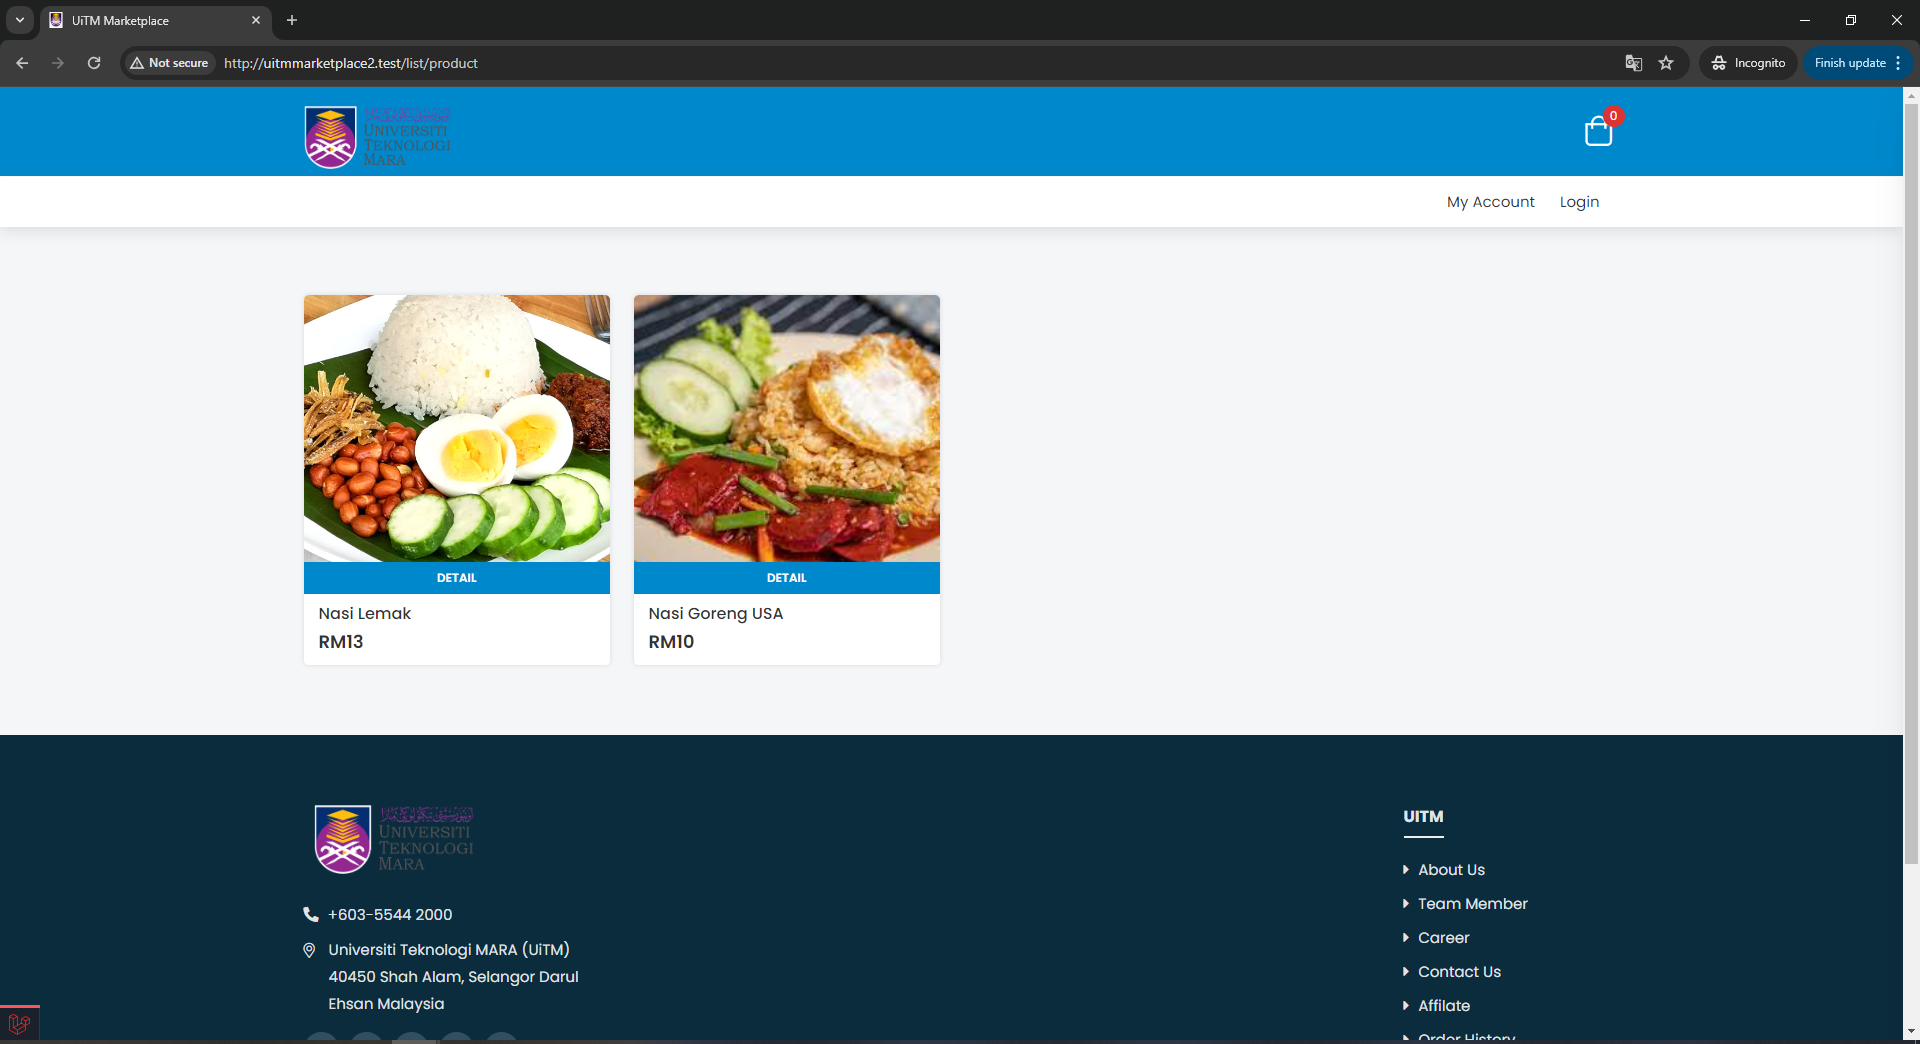 UiTM Marketplace
Not secure
http://uitmmarketplace2.test/list/product
Incognito
Finish update
0
UNIVERSITI
TEKNOLOGI
MARA
My Account
Login
DETAIL
Nasi Lemak
RM13
DETAIL
Nasi Goreng USA
RM10
UNIVERSITI
TEKNOLOGI
MARA
+603-5544 2000
Universiti Teknologi MARA (UiTM)
40450 Shah Alam, Selangor Darul
Ehsan Malaysia
UITM
About Us
Team Member
Career
Contact Us
Affilate
Order History